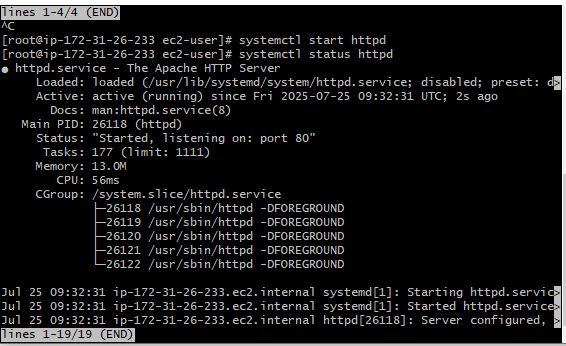 lines 1-4/4 (END)
^C
[root@ip-172-31-26-233 ec2-user]# systemctl start httpd
[root@ip-172-31-26-233 ec2-user]# systemctl status httpd
● httpd.service - The Apache HTTP Server
     Loaded: loaded (/usr/lib/systemd/system/httpd.service; disabled; preset: d>
     Active: active (running) since Fri 2025-07-25 09:32:31 UTC; 2s ago
       Docs: man:httpd.service(8)
   Main PID: 26118 (httpd)
     Status: "Started, listening on: port 80"
      Tasks: 177 (limit: 1111)
     Memory: 13.0M
        CPU: 56ms
     CGroup: /system.slice/httpd.service
             ├─26118 /usr/sbin/httpd -DFOREGROUND
             ├─26119 /usr/sbin/httpd -DFOREGROUND
             ├─26120 /usr/sbin/httpd -DFOREGROUND
             ├─26121 /usr/sbin/httpd -DFOREGROUND
             └─26122 /usr/sbin/httpd -DFOREGROUND

Jul 25 09:32:31 ip-172-31-26-233.ec2.internal systemd[1]: Starting httpd.servic>
Jul 25 09:32:31 ip-172-31-26-233.ec2.internal systemd[1]: Started httpd.service>
Jul 25 09:32:31 ip-172-31-26-233.ec2.internal httpd[26118]: Server configured, >
lines 1-19/19 (END)